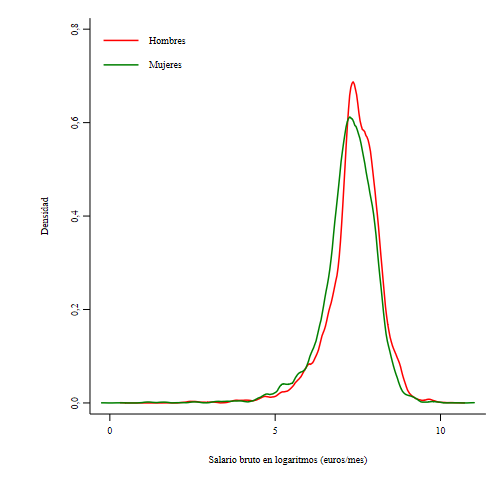 Hombres
Mujeres
Densidad
0,8
0,6
0,4
0,2
0,0
0
5
10
Salario bruto en logaritmos (euros/mes)